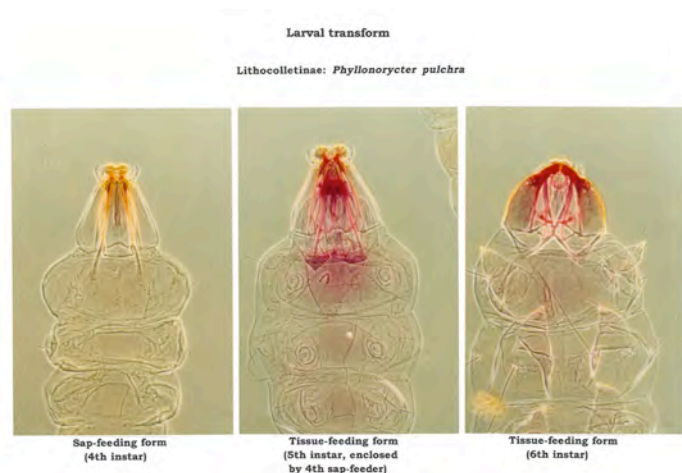 Larval transform
Lithocolletinae: Phyllonorycter pulchra
Sap-feeding form
(4th instar)
Tissue-feeding form
(5th instar, enclosed
by 4th sap-feeder)
Tissue-feeding form
(6th instar)